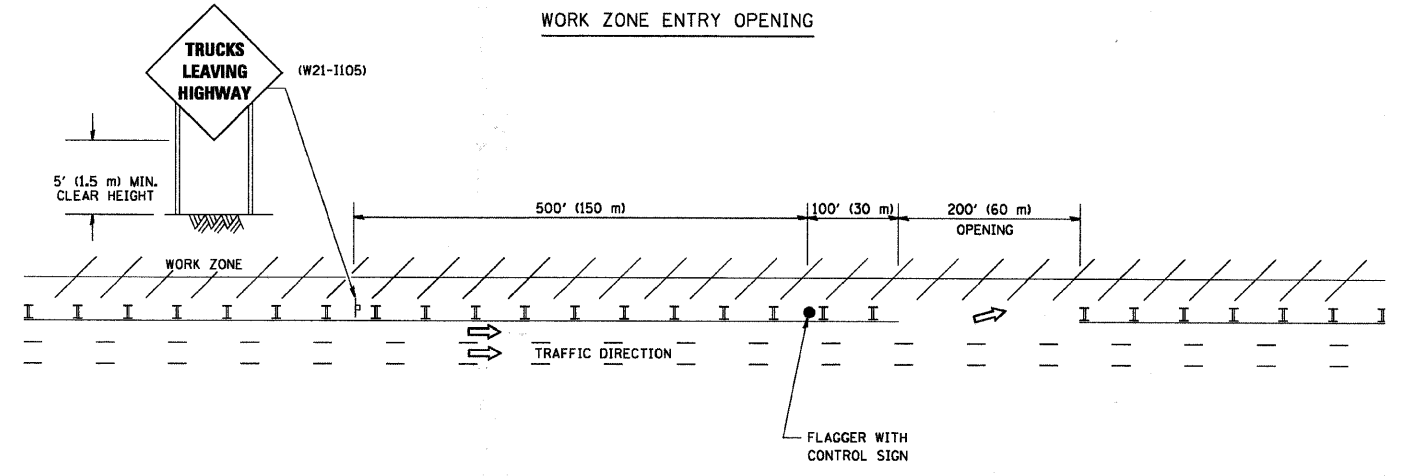 WORK ZONE ENTRY OPENING
TRUCKS
LEAVING
HIGHWAY
(W21-I105)
5' (1.5 m) MIN.
CLEAR HEIGHT
500' (150 m)
100' (30 m)
200' (60 m)
OPENING
WORK ZONE
TRAFFIC DIRECTION
FLAGGER WITH
CONTROL SIGN